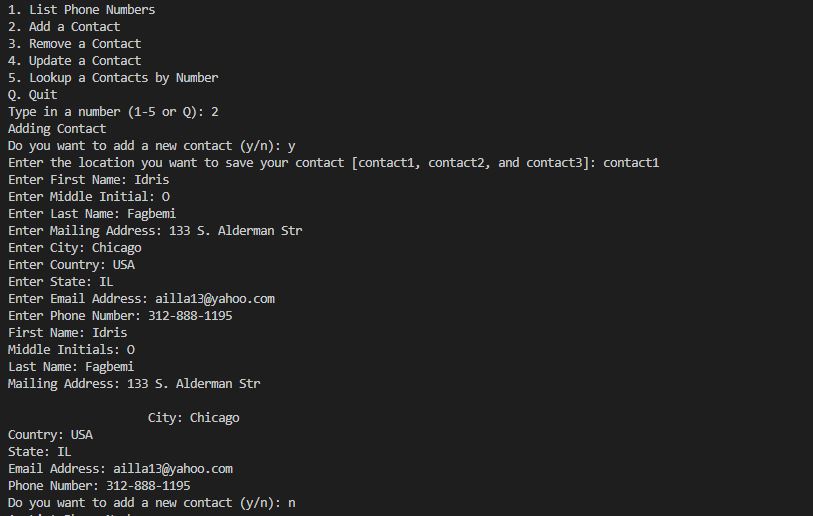 1. List Phone Numbers
2. Add a Contact
3. Remove a Contact
4. Update a Contact
5. Lookup a Contacts by Number
Q. Quit
Type in a number (1-5 or Q): 2
Adding Contact
Do you want to add a new contact (y/n): y
Enter the location you want to save your contact [contact1, contact2, and contact3]: contact1
Enter First Name: Idris
Enter Middle Initial: O
Enter Last Name: Fagbemi
Enter Mailing Address: 133 S. Alderman Str
Enter City: Chicago
Enter Country: USA
Enter State: IL
Enter Email Address: ailla13@yahoo.com
Enter Phone Number: 312-888-1195
First Name: Idris
Middle Initials: O
Last Name: Fagbemi
Mailing Address: 133 S. Alderman Str
City: Chicago
Country: USA
State: IL
Email Address: ailla13@yahoo.com
Phone Number: 312-888-1195
Do you want to add a new contact (y/n): n